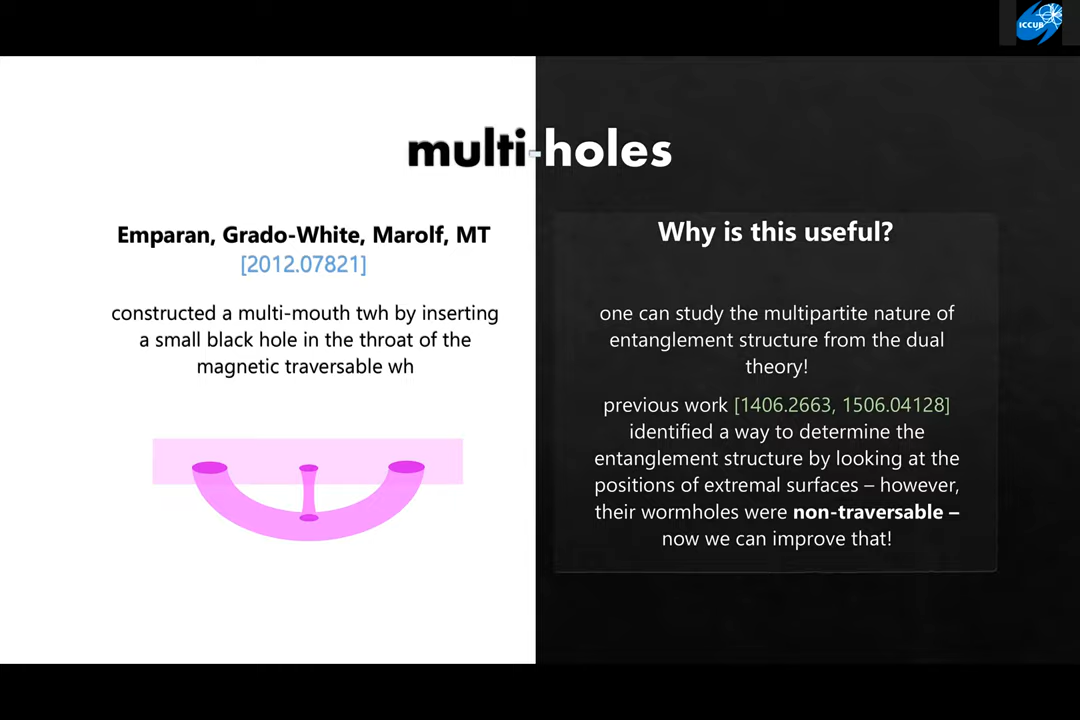 ICCUB
multi-holes
Emparan, Grado-White, Marolf, MT
[2012.07821]
constructed a multi-mouth twh by inserting
a small black hole in the throat of the
magnetic traversable wh
Why is this useful?
one can study the multipartite nature of
entanglement structure from the dual
theory!
previous work [1406.2663, 1506.04128]
identified a way to determine the
entanglement structure by looking at the
positions of extremal surfaces – however,
their wormholes were non-traversable –
now we can improve that!